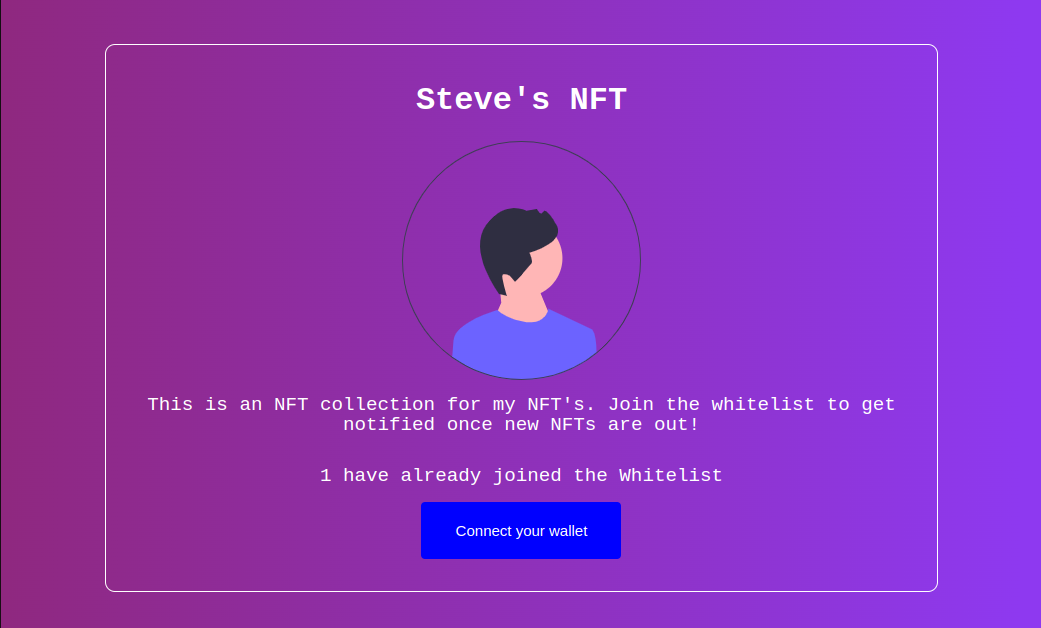 Steve's NFT
This is an NFT collection for my NFT's. Join the whitelist to get
notified once new NFTs are out!
1 have already joined the Whitelist
Connect your wallet